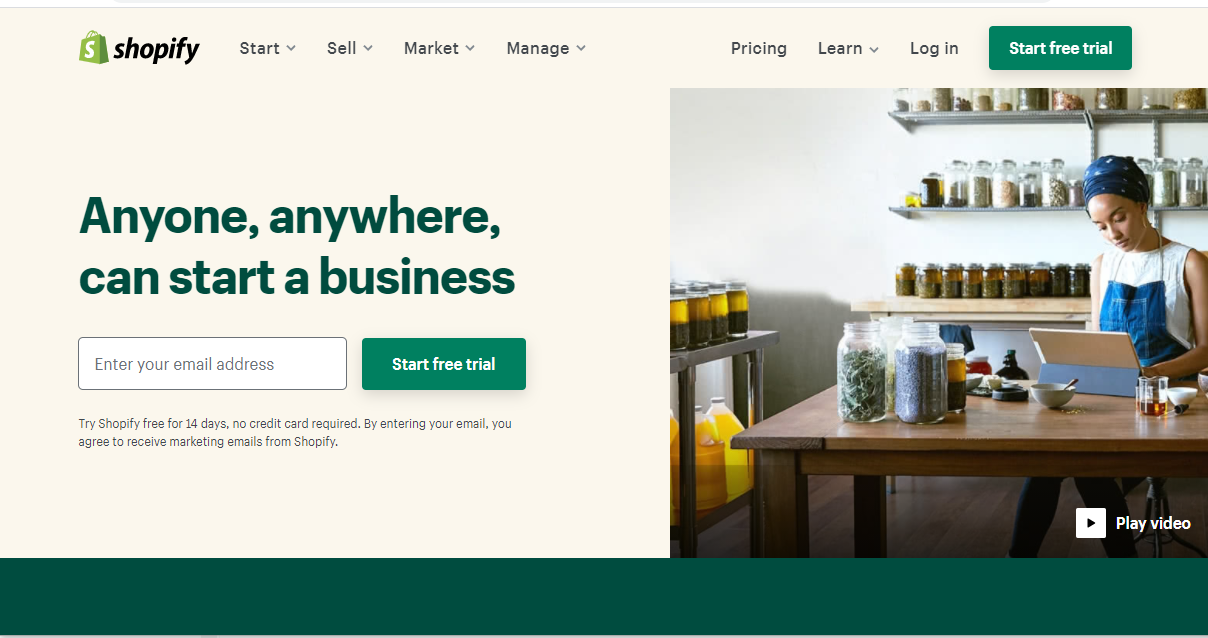 shopify Start Sell Market Manage Pricing Learn Log in Start free trial
Anyone, anywhere,
can start a business
Enter your email address Start free trial
Try Shopify free for 14 days, no credit card required. By entering your email, you
agree to receive marketing emails from Shopify.
Play video